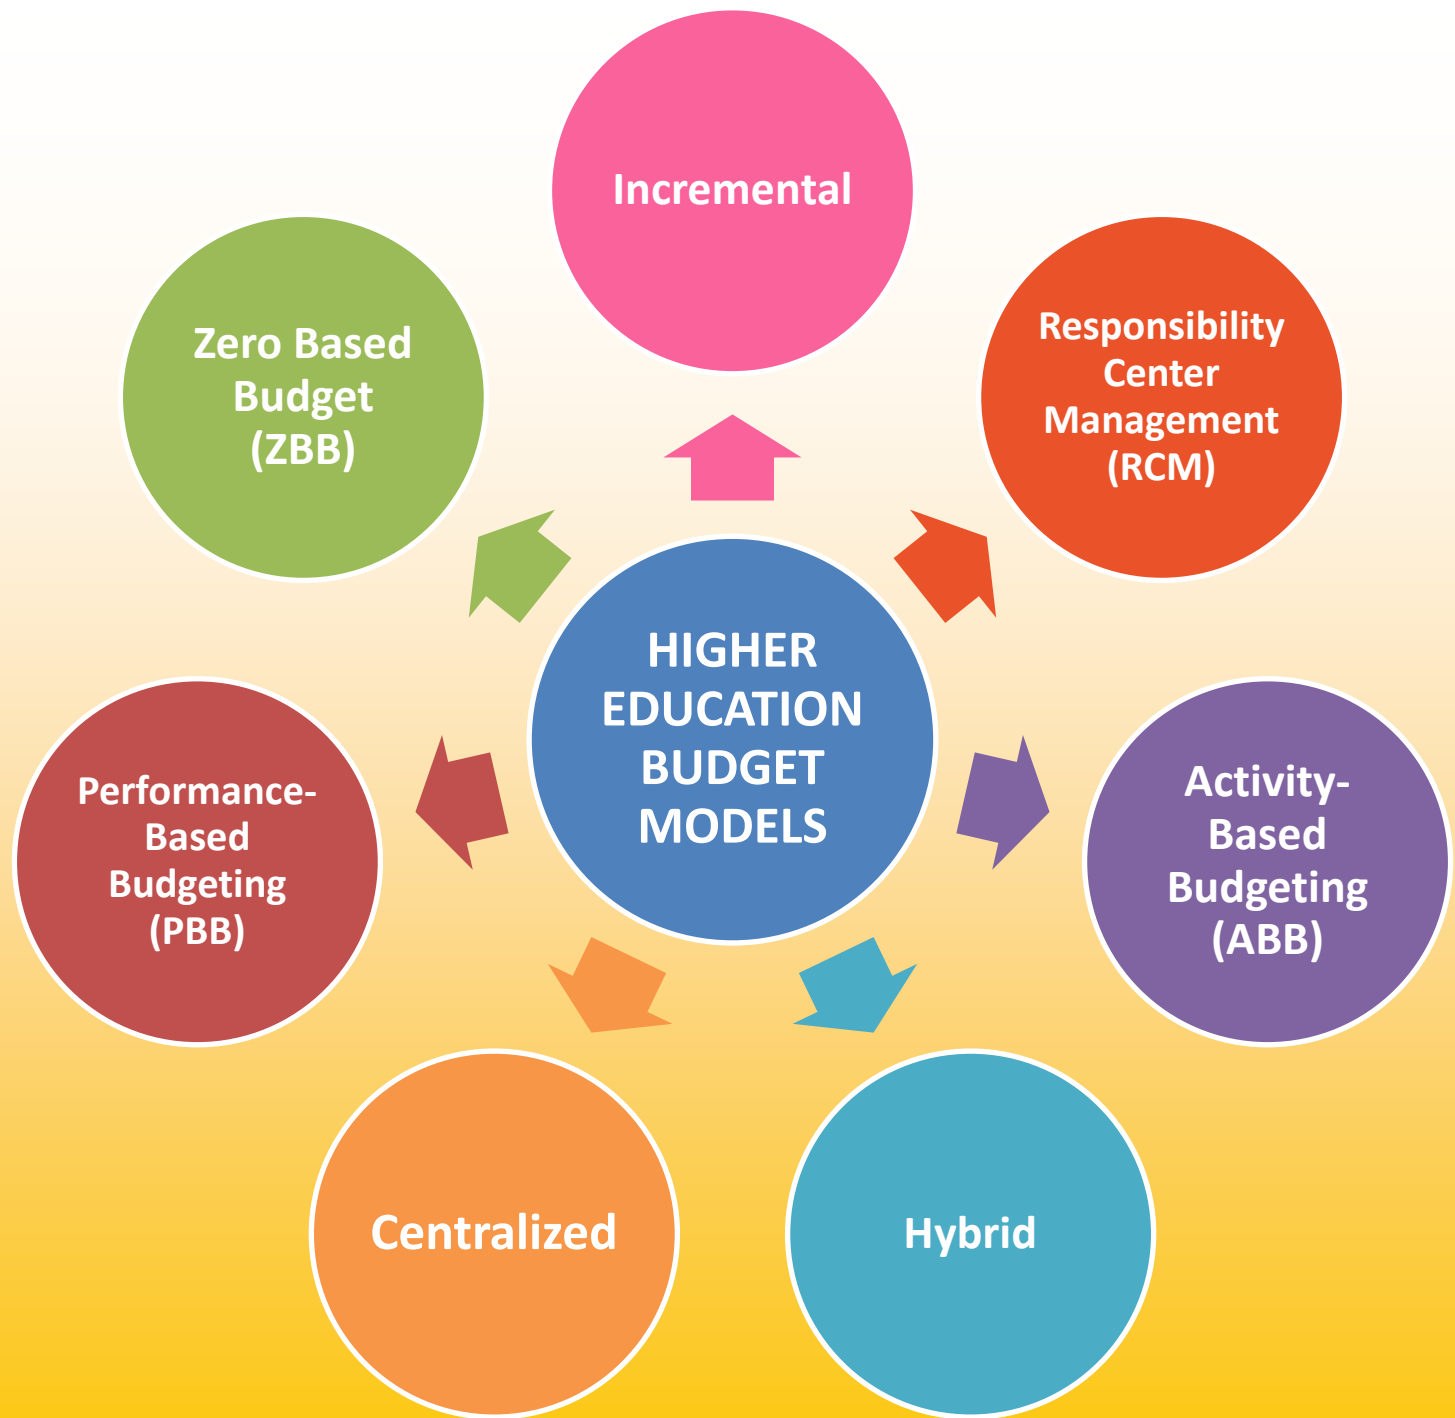 Incremental
Responsibility
Center
Management
(RCM)
Activity-
Based
Budgeting
(ABB)
Hybrid
Centralized
Performance-
Based
Budgeting
(PBB)
Zero Based
Budget
(ZBB)
HIGHER
EDUCATION
BUDGET
MODELS